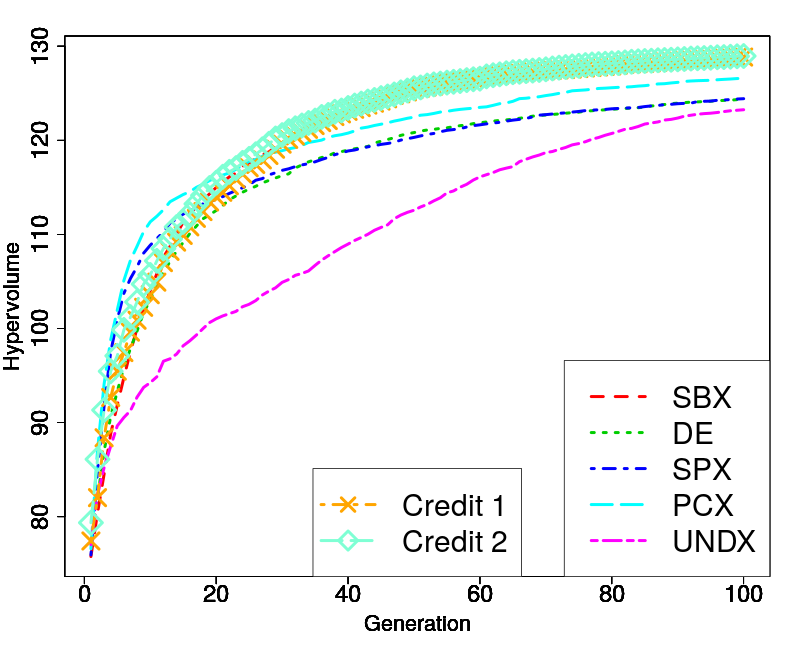 130
120
110
100
90
80
Hypervolume
SBX
DE
SPX
PCX
UNDX
Credit 1
Credit 2
0 20 40 60 80 100
Generation